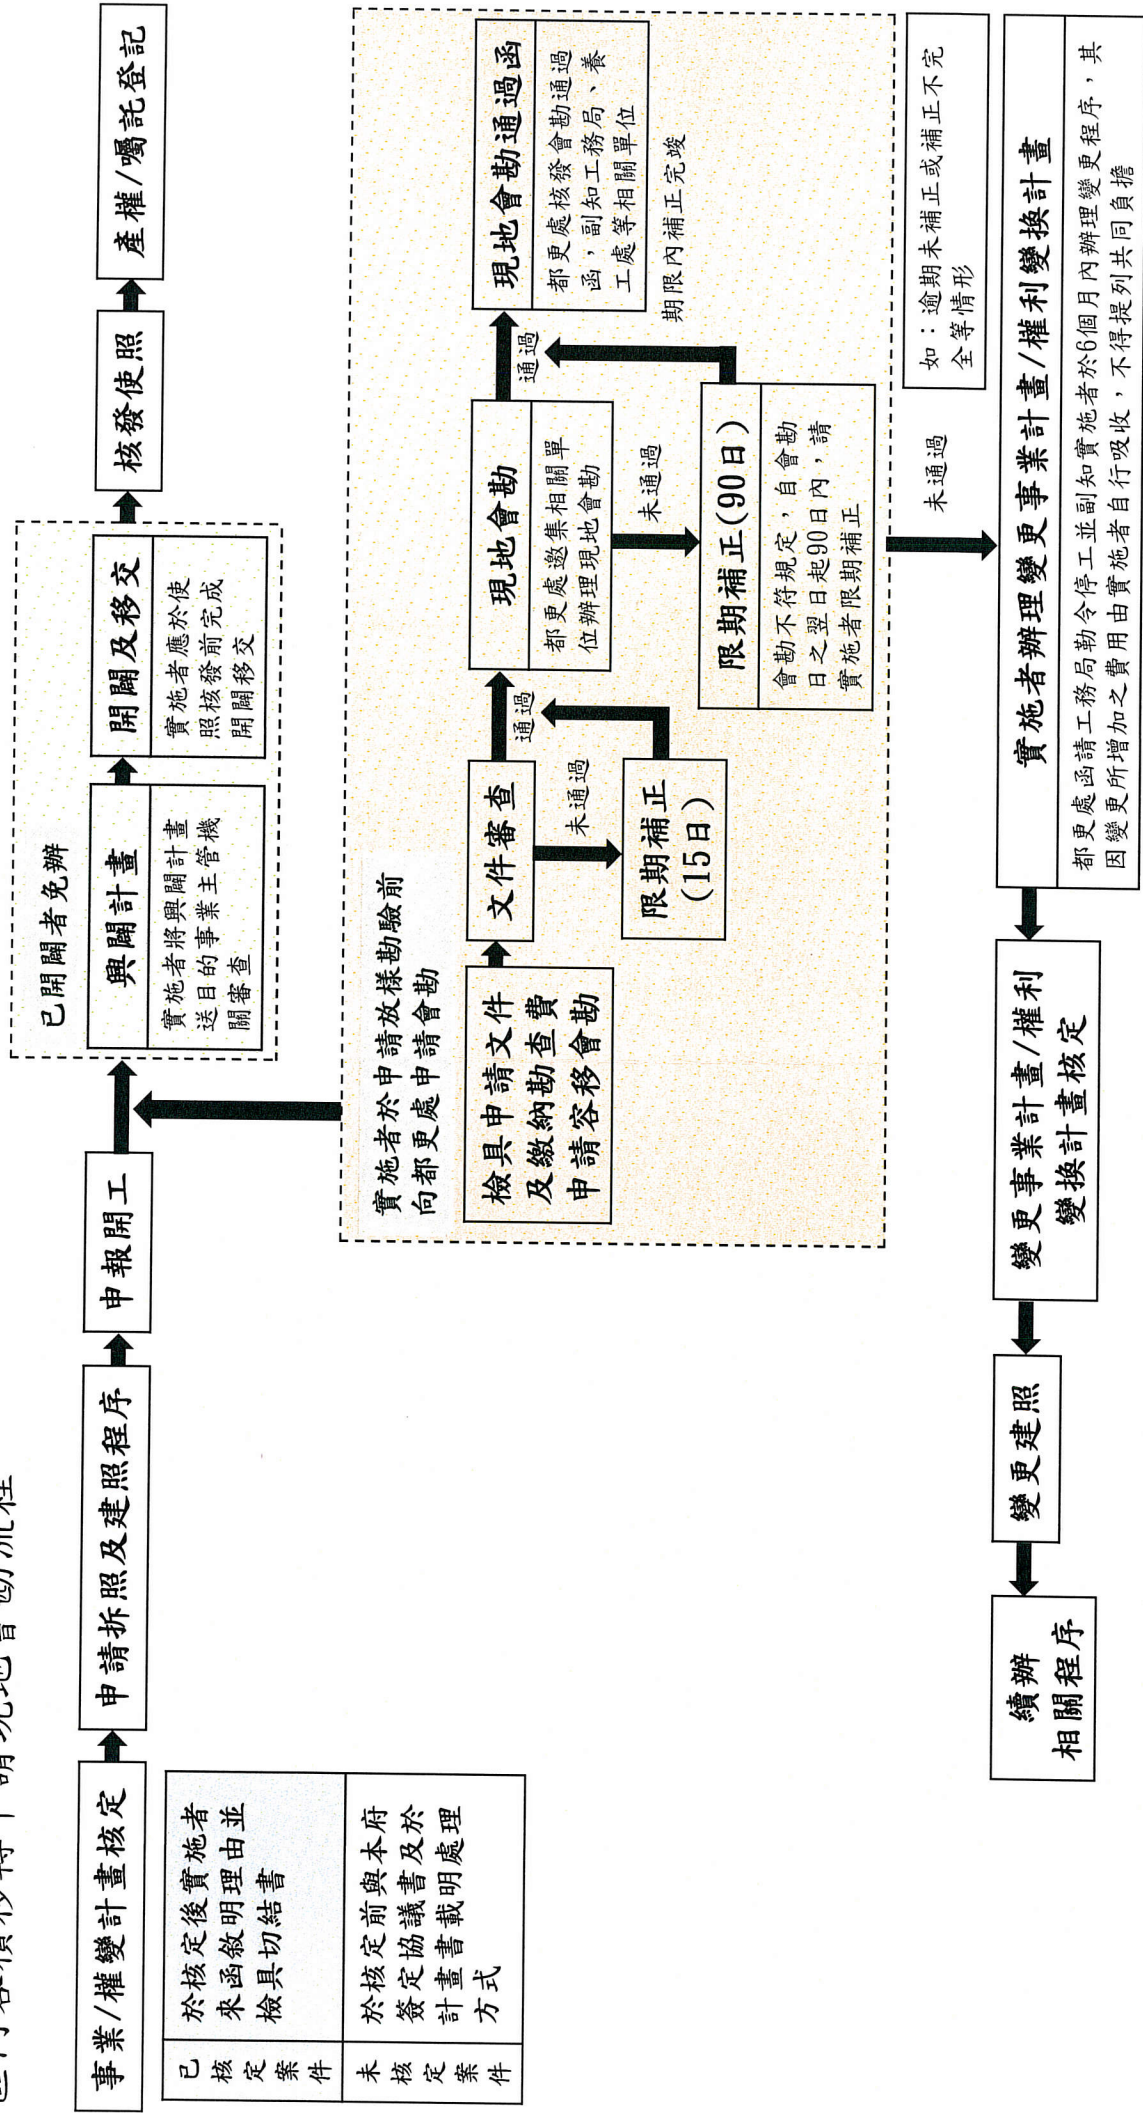 區內容積移轉申請現地會勘流程
事業/權變計畫核定
已核定案件
於核定後實施者
來函敘明理由並
檢具切結書
未核定案件
於核定前與本府
簽定協議書及於
計畫書載明處理
方式
申請拆照及建照程序
申報開工
已開闢者免辦
興闢計畫
實施者將興闢計畫
送目的事業主管機
關審查
開闢及移交
實施者應於使
照核發前完成
開闢移交
核發使照
產權/囑託登記
實施者於申請放樣勘驗前
向都更處申請會勘
檢具申請文件
及繳納勘查費
申請容移會勘
文件審查
未通過
限期補正
(15日)
通過
現地會勘
都更處邀集相關單
位辦理現地會勘
未通過
限期補正(90日)
會勘不符規定，自會勘
日之翌日起90日內，請
實施者限期補正
通過
現地會勘通過函
都更處核發會勘通過
函，副知工務局、養
工處等相關單位
期限內補正完竣
未通過
如：逾期未補正或補正不完
全等情形
實施者辦理變更事業計畫/權利變換計畫
都更處函請工務局勒令停工並副知實施者於6個月內辦理變更程序，其
因變更所增加之費用由實施者自行吸收，不得提列共同負擔
變更事業計畫/權利
變換計畫核定
變更建照
續辦
相關程序